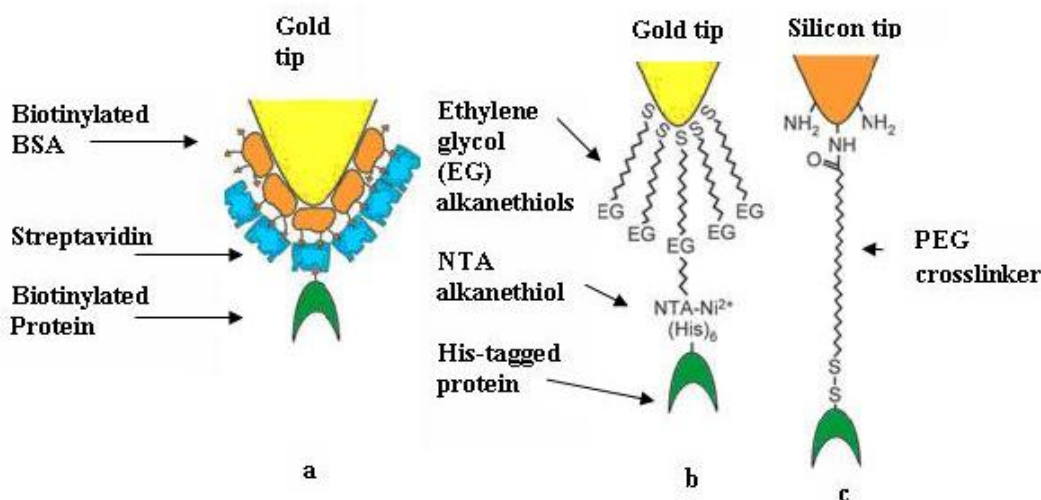 Gold
tip
Biotinylated
BSA
Streptavidin
Biotinylated
Protein
a
Gold tip
Ethylene
glycol
(EG)
alkanethiols
S
S
S
S
S
EG
EG
EG
EG
EG
NTA
alkanethiol
NTA-Ni²⁺
(His)₆
His-tagged
protein
b
Silicon tip
NH₂
NH₂
NH
O
PEG
crosslinker
S
S
c